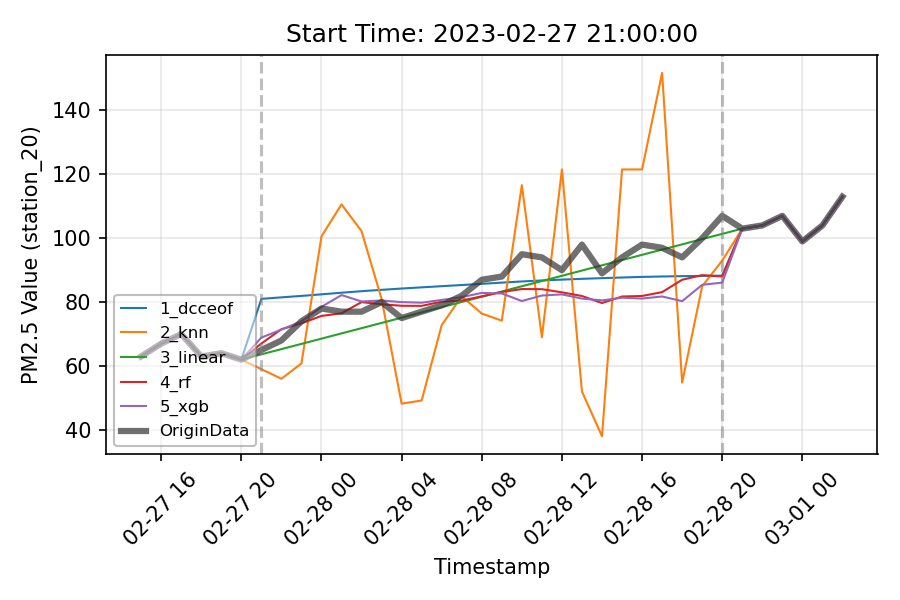 Start Time: 2023-02-27 21:00:00
PM2.5 Value (station_20)
140
120
100
80
60
40
1_dcceof
2_knn
3_linear
4_rf
5_xgb
OriginData
02-27 16
02-27 20
02-28 00
02-28 04
02-28 08
02-28 12
02-28 16
02-28 20
03-01 00
Timestamp